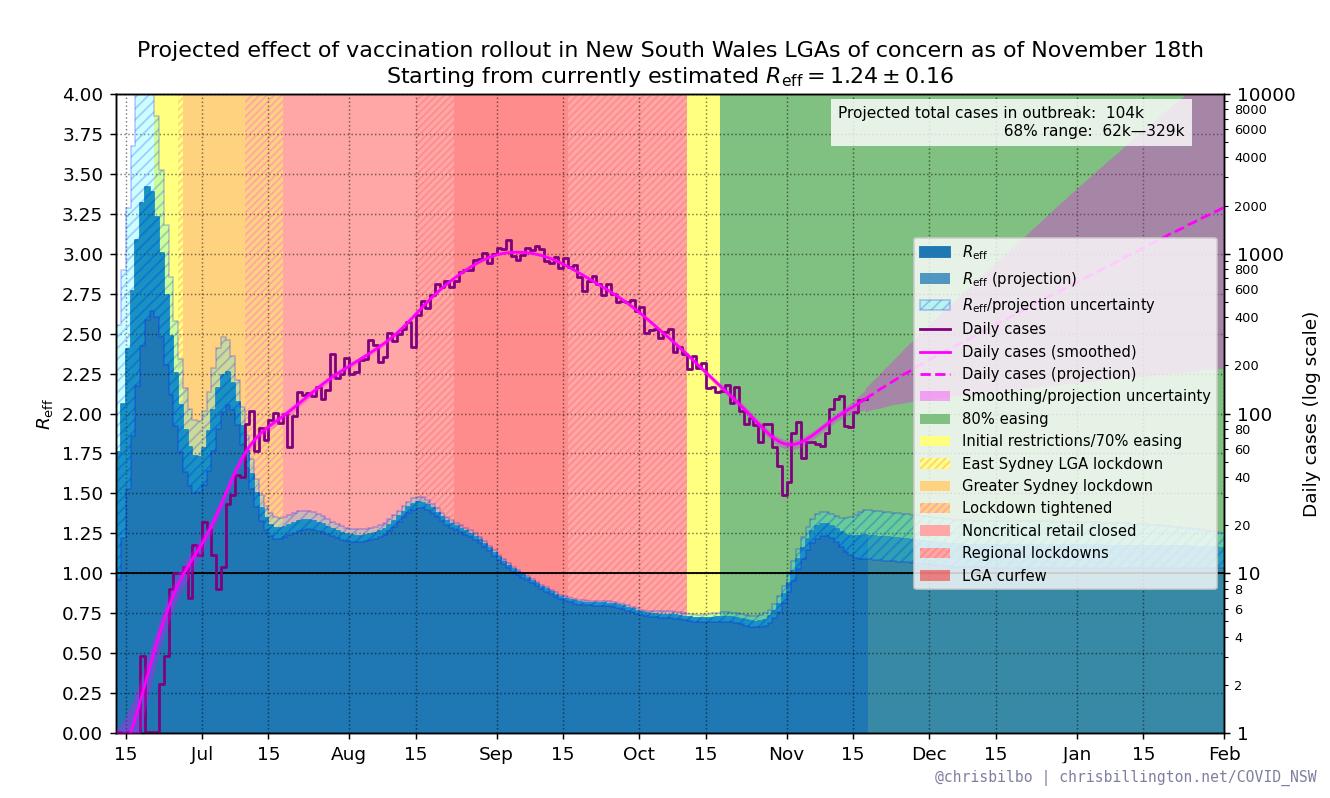 Projected effect of vaccination rollout in New South Wales LGAs of concern as of November 18th
Starting from currently estimated R_eff = 1.24 ± 0.16
Projected total cases in outbreak: 104k
68% range: 62k—329k
4.00
3.75
3.50
3.25
3.00
2.75
2.50
2.25
2.00
1.75
1.50
1.25
1.00
0.75
0.50
0.25
0.00
R_eff
10000
8000
6000
4000
2000
1000
800
600
400
200
100
80
60
40
20
10
8
6
4
2
1
Daily cases (log scale)
R_eff
R_eff (projection)
R_eff/projection uncertainty
Daily cases
Daily cases (smoothed)
Daily cases (projection)
Smoothing/projection uncertainty
80% easing
Initial restrictions/70% easing
East Sydney LGA lockdown
Greater Sydney lockdown
Lockdown tightened
Noncritical retail closed
Regional lockdowns
LGA curfew
15 Jul 15 Aug 15 Sep 15 Oct 15 Nov 15 Dec 15 Jan 15 Feb
@chrisbilbo | chrisbillington.net/COVID_NSW